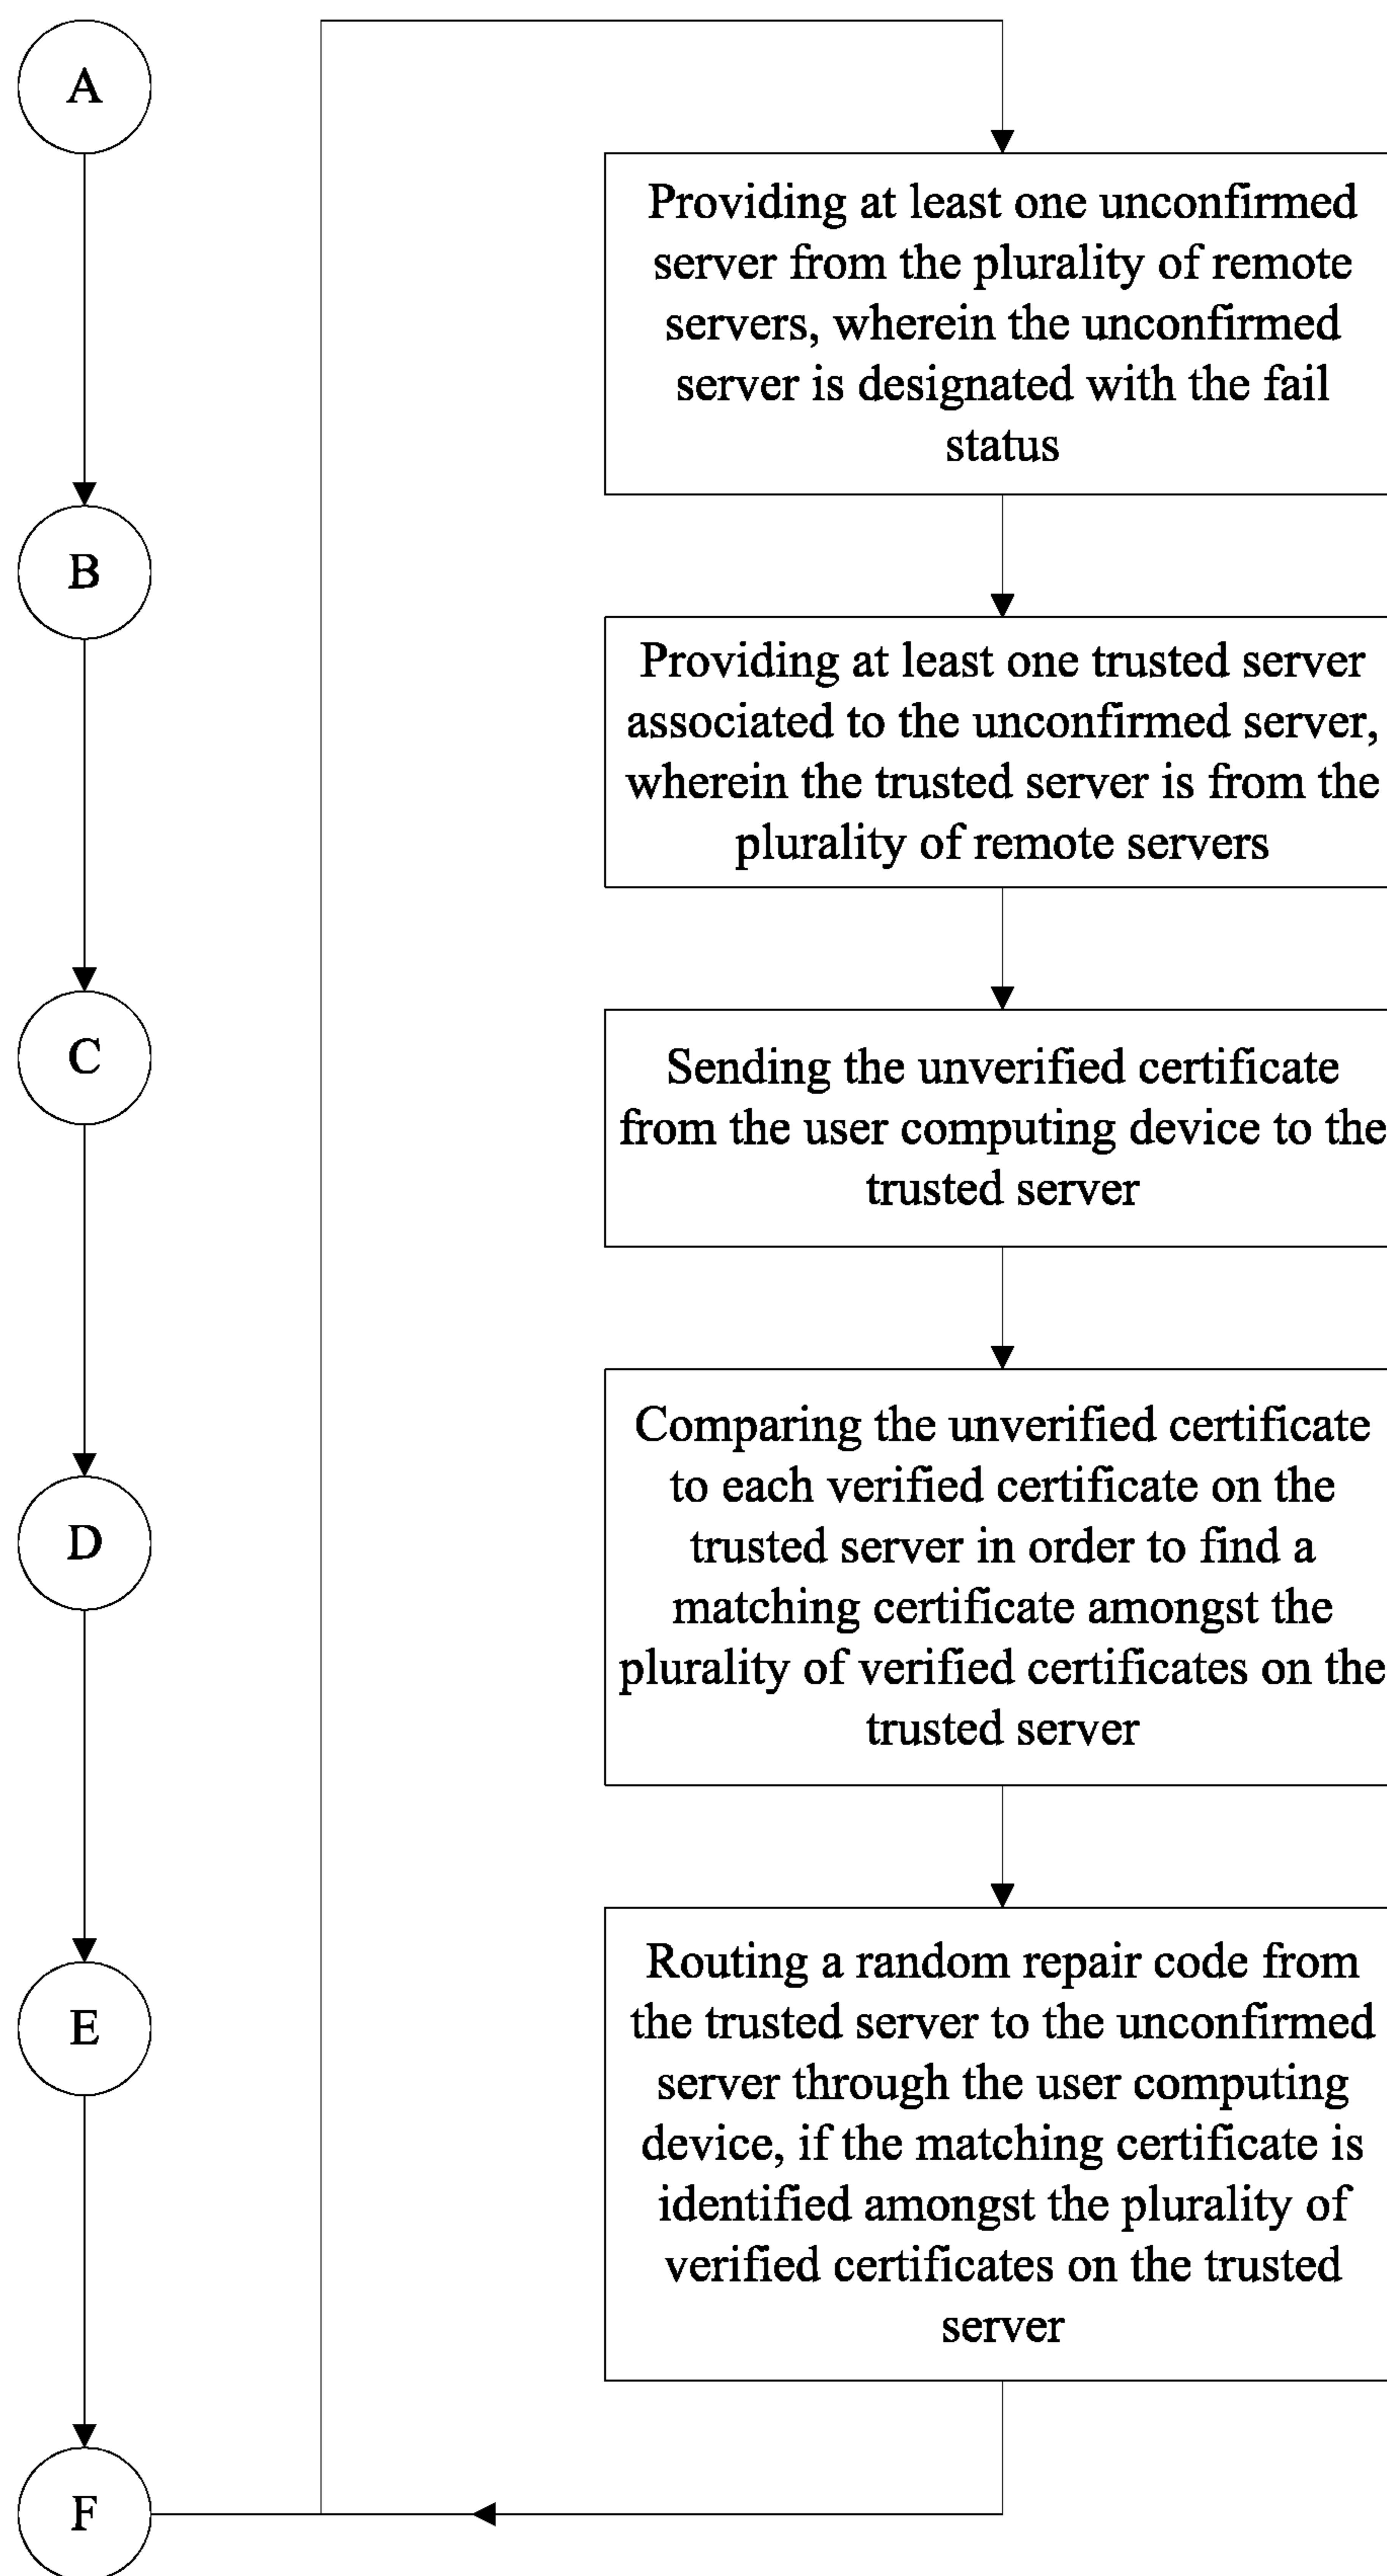 A
B
C
D
E
F
Providing at least one unconfirmed
server from the plurality of remote
servers, wherein the unconfirmed
server is designated with the fail
status
Providing at least one trusted server
associated to the unconfirmed server,
wherein the trusted server is from the
plurality of remote servers
Sending the unverified certificate
from the user computing device to the
trusted server
Comparing the unverified certificate
to each verified certificate on the
trusted server in order to find a
matching certificate amongst the
plurality of verified certificates on the
trusted server
Routing a random repair code from
the trusted server to the unconfirmed
server through the user computing
device, if the matching certificate is
identified amongst the plurality of
verified certificates on the trusted
server